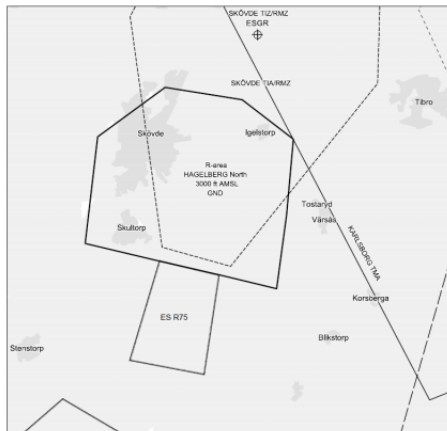 SKÖVDE TIZ/RMZ
ESGR
SKÖVDE TIA/RMZ
Tibro
Skövde
Igelstorp
R-area
HAGELBERG North
3000 ft AMSL
GND
Tostaryd
Värsås
Skultorp
KARLSBORG TMA
Korsberga
ES R75
Blikstorp
Stenstorp